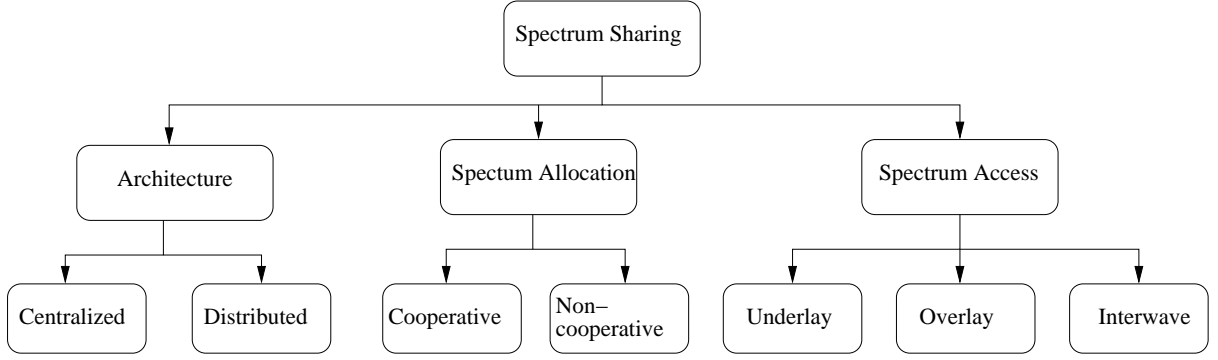 Spectrum Sharing
Architecture
Spectum Allocation
Spectrum Access
Centralized
Distributed
Cooperative
Non−
cooperative
Underlay
Overlay
Interwave